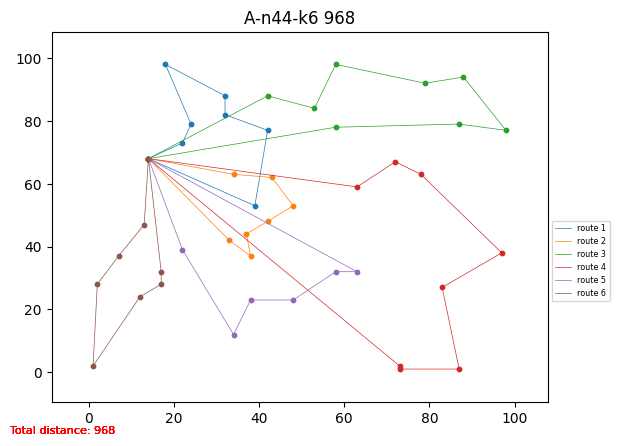 A-n44-k6 968
100
80
60
40
20
0
0 20 40 60 80 100
route 1
route 2
route 3
route 4
route 5
route 6
Total distance: 968